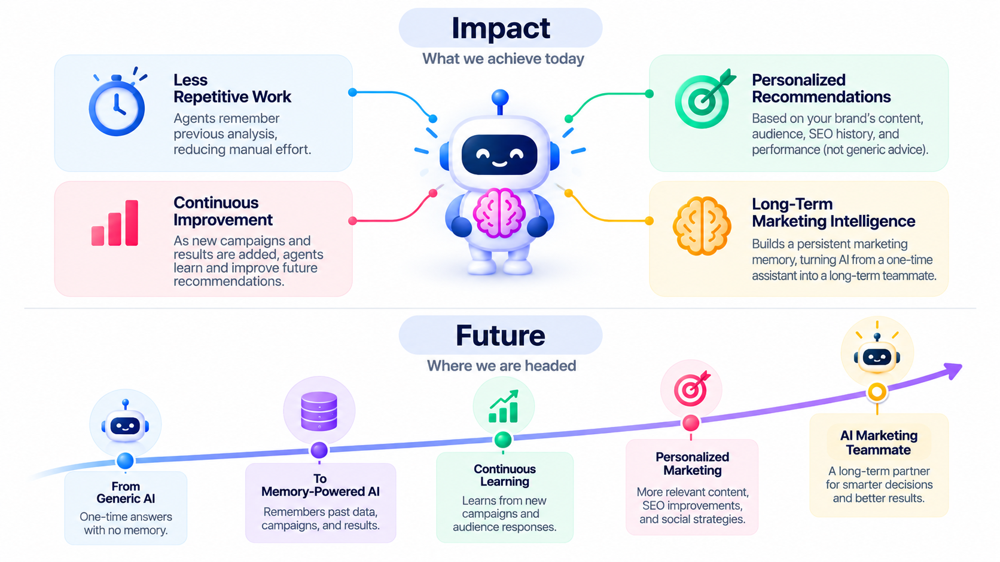 Impact
What we achieve today
Less
Repetitive Work
Agents remember
previous analysis,
reducing manual effort.
Personalized
Recommendations
Based on your brand's content,
audience, SEO history, and
performance (not generic advice).
Continuous
Improvement
As new campaigns and
results are added, agents
learn and improve future
recommendations.
Long-Term
Marketing Intelligence
Builds a persistent marketing
memory, turning AI from a one-time
assistant into a long-term teammate.
Future
Where we are headed
From
Generic AI
One-time answers
with no memory.
To
Memory-Powered AI
Remembers past data,
campaigns, and results.
Continuous
Learning
Learns from new
campaigns and
audience responses.
Personalized
Marketing
More relevant content,
SEO improvements,
and social strategies.
AI Marketing
Teammate
A long-term partner
for smarter decisions
and better results.